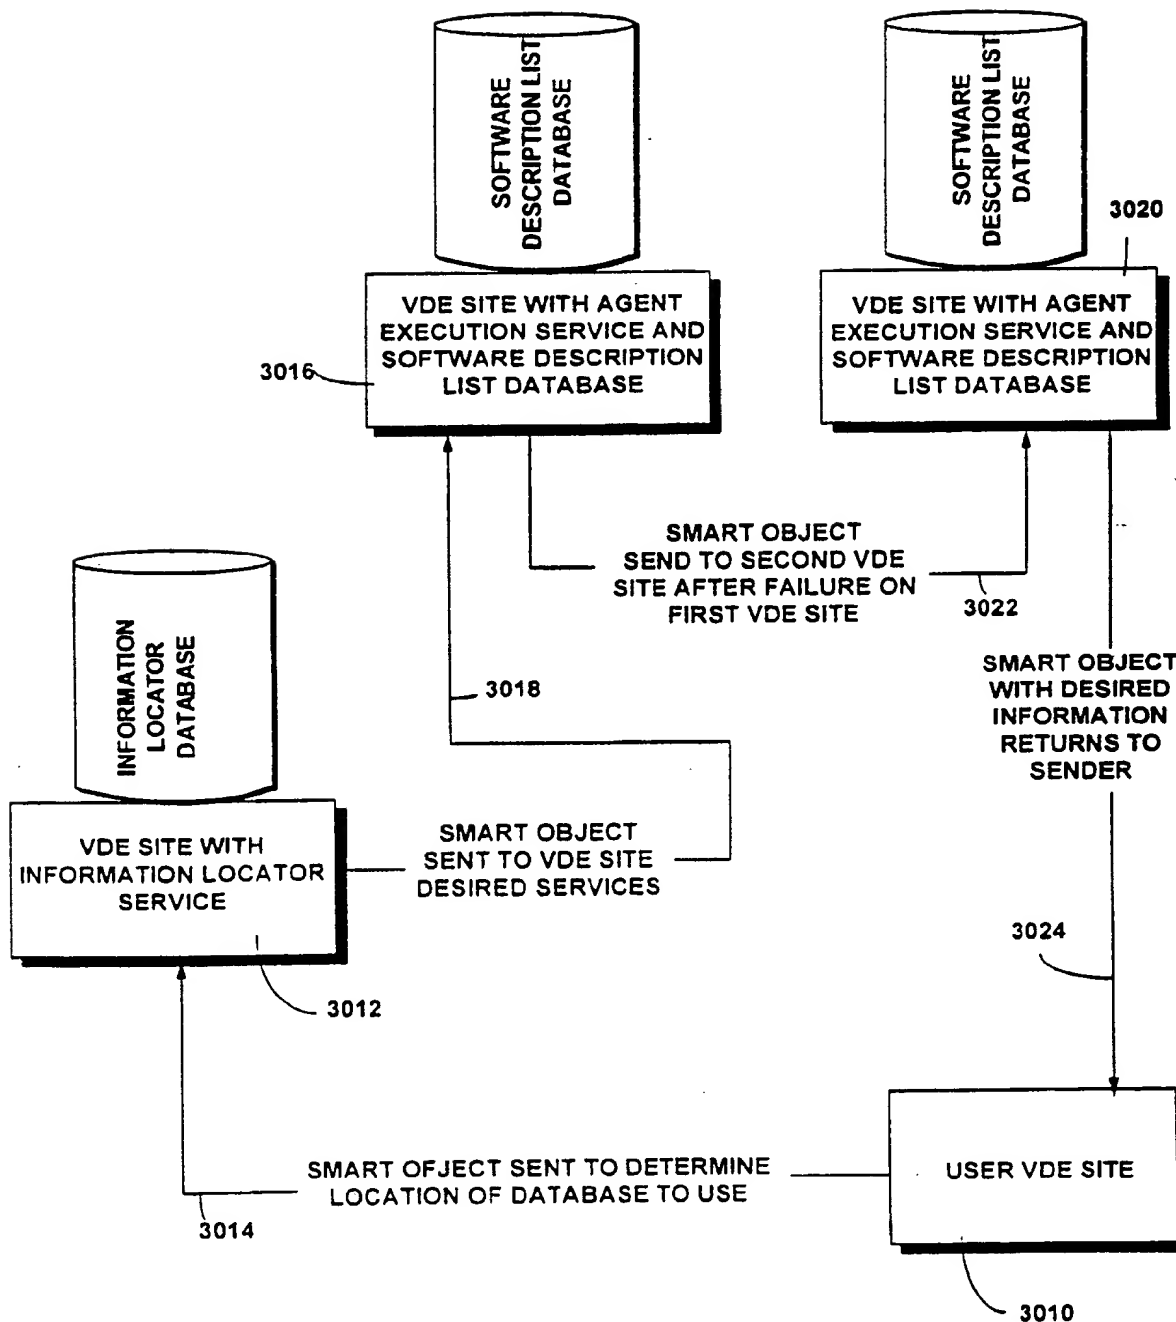 SOFTWARE
DESCRIPTION LIST
DATABASE
SOFTWARE
DESCRIPTION LIST
DATABASE
3020
VDE SITE WITH AGENT
EXECUTION SERVICE AND
SOFTWARE DESCRIPTION
LIST DATABASE
3016
VDE SITE WITH AGENT
EXECUTION SERVICE AND
SOFTWARE DESCRIPTION
LIST DATABASE
SMART OBJECT
SEND TO SECOND VDE
SITE AFTER FAILURE ON
FIRST VDE SITE
3022
INFORMATION
LOCATOR
DATABASE
3018
SMART OBJECT
WITH DESIRED
INFORMATION
RETURNS TO
SENDER
VDE SITE WITH
INFORMATION LOCATOR
SERVICE
SMART OBJECT
SENT TO VDE SITE
DESIRED SERVICES
3012
3024
SMART OFJECT SENT TO DETERMINE
LOCATION OF DATABASE TO USE
3014
USER VDE SITE
3010